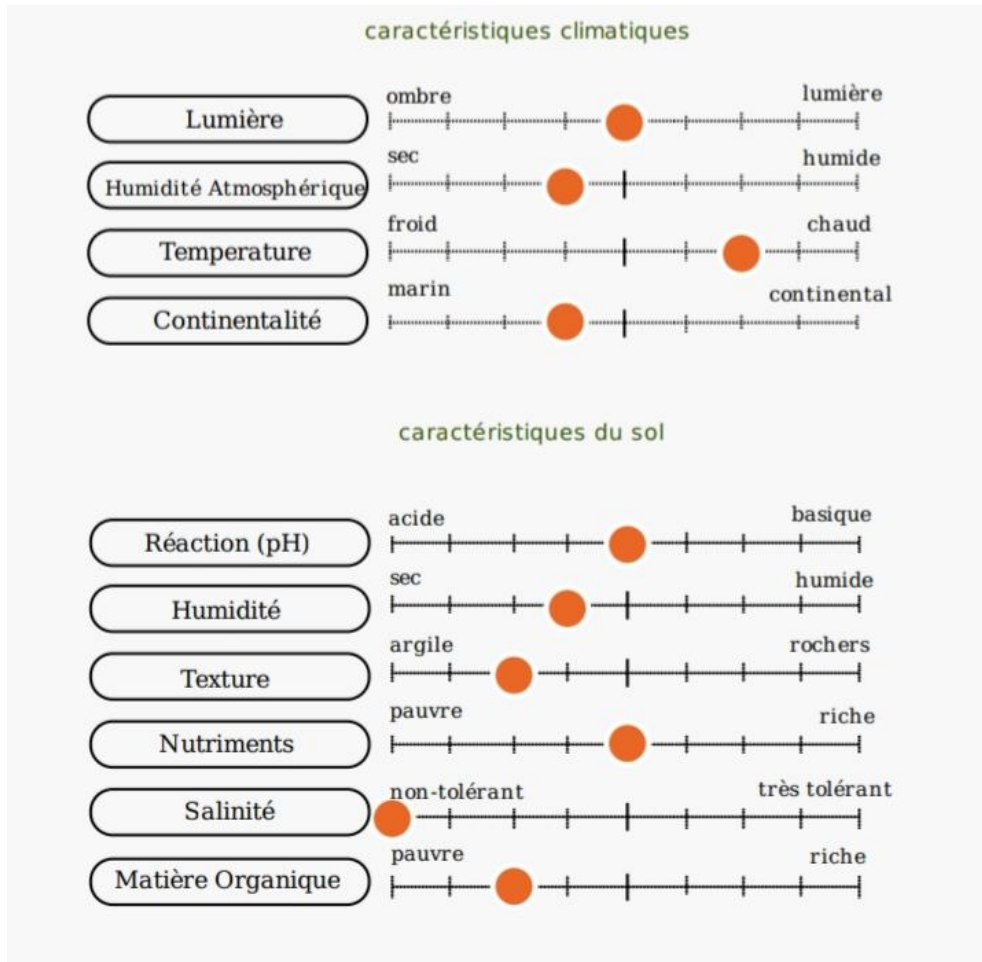 caractéristiques climatiques
ombre lumière
Lumière
sec humide
Humidité Atmosphérique
froid chaud
Temperature
marin continental
Continentalité
caractéristiques du sol
acide basique
Réaction (pH)
sec humide
Humidité
argile rochers
Texture
pauvre riche
Nutriments
non-tolérant très tolérant
Salinité
pauvre riche
Matière Organique